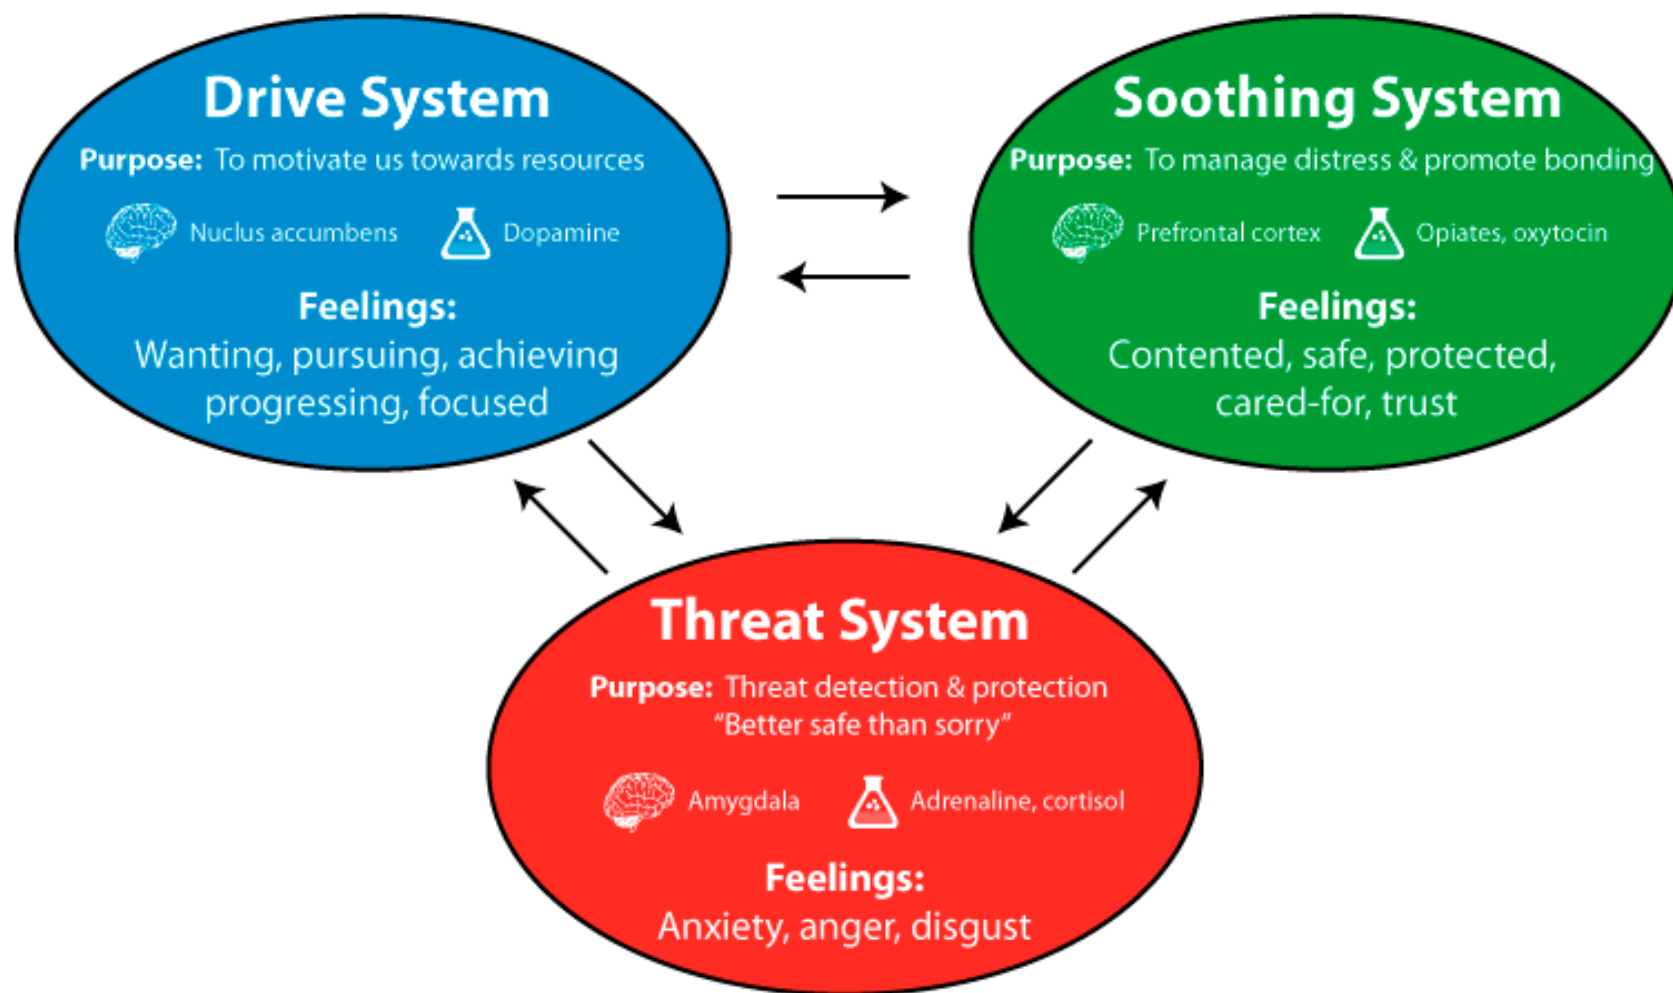 Drive System
Purpose: To motivate us towards resources
Nuclus accumbens
Dopamine
Feelings:
Wanting, pursuing, achieving
progressing, focused
Soothing System
Purpose: To manage distress & promote bonding
Prefrontal cortex
Opiates, oxytocin
Feelings:
Contented, safe, protected,
cared-for, trust
Threat System
Purpose: Threat detection & protection
“Better safe than sorry”
Amygdala
Adrenaline, cortisol
Feelings:
Anxiety, anger, disgust